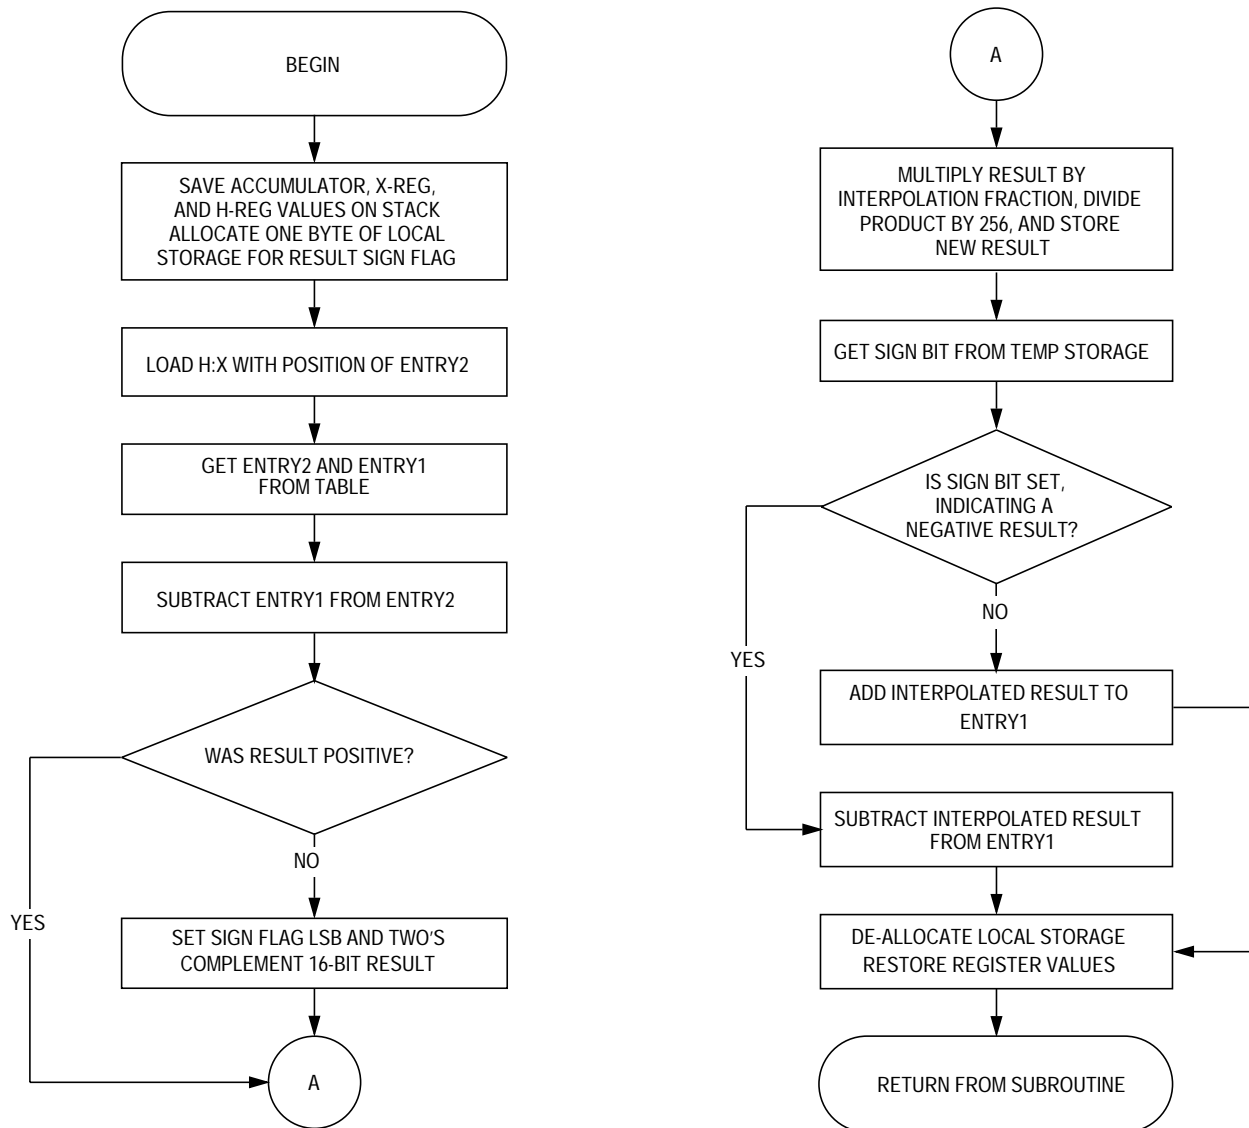 BEGIN
SAVE ACCUMULATOR, X-REG,
AND H-REG VALUES ON STACK
ALLOCATE ONE BYTE OF LOCAL
STORAGE FOR RESULT SIGN FLAG
LOAD H:X WITH POSITION OF ENTRY2
GET ENTRY2 AND ENTRY1
FROM TABLE
SUBTRACT ENTRY1 FROM ENTRY2
WAS RESULT POSITIVE?
NO
YES
SET SIGN FLAG LSB AND TWO'S
COMPLEMENT 16-BIT RESULT
A
A
MULTIPLY RESULT BY
INTERPOLATION FRACTION, DIVIDE
PRODUCT BY 256, AND STORE
NEW RESULT
GET SIGN BIT FROM TEMP STORAGE
IS SIGN BIT SET,
INDICATING A
NEGATIVE RESULT?
NO
YES
ADD INTERPOLATED RESULT TO
ENTRY1
SUBTRACT INTERPOLATED RESULT
FROM ENTRY1
DE-ALLOCATE LOCAL STORAGE
RESTORE REGISTER VALUES
RETURN FROM SUBROUTINE